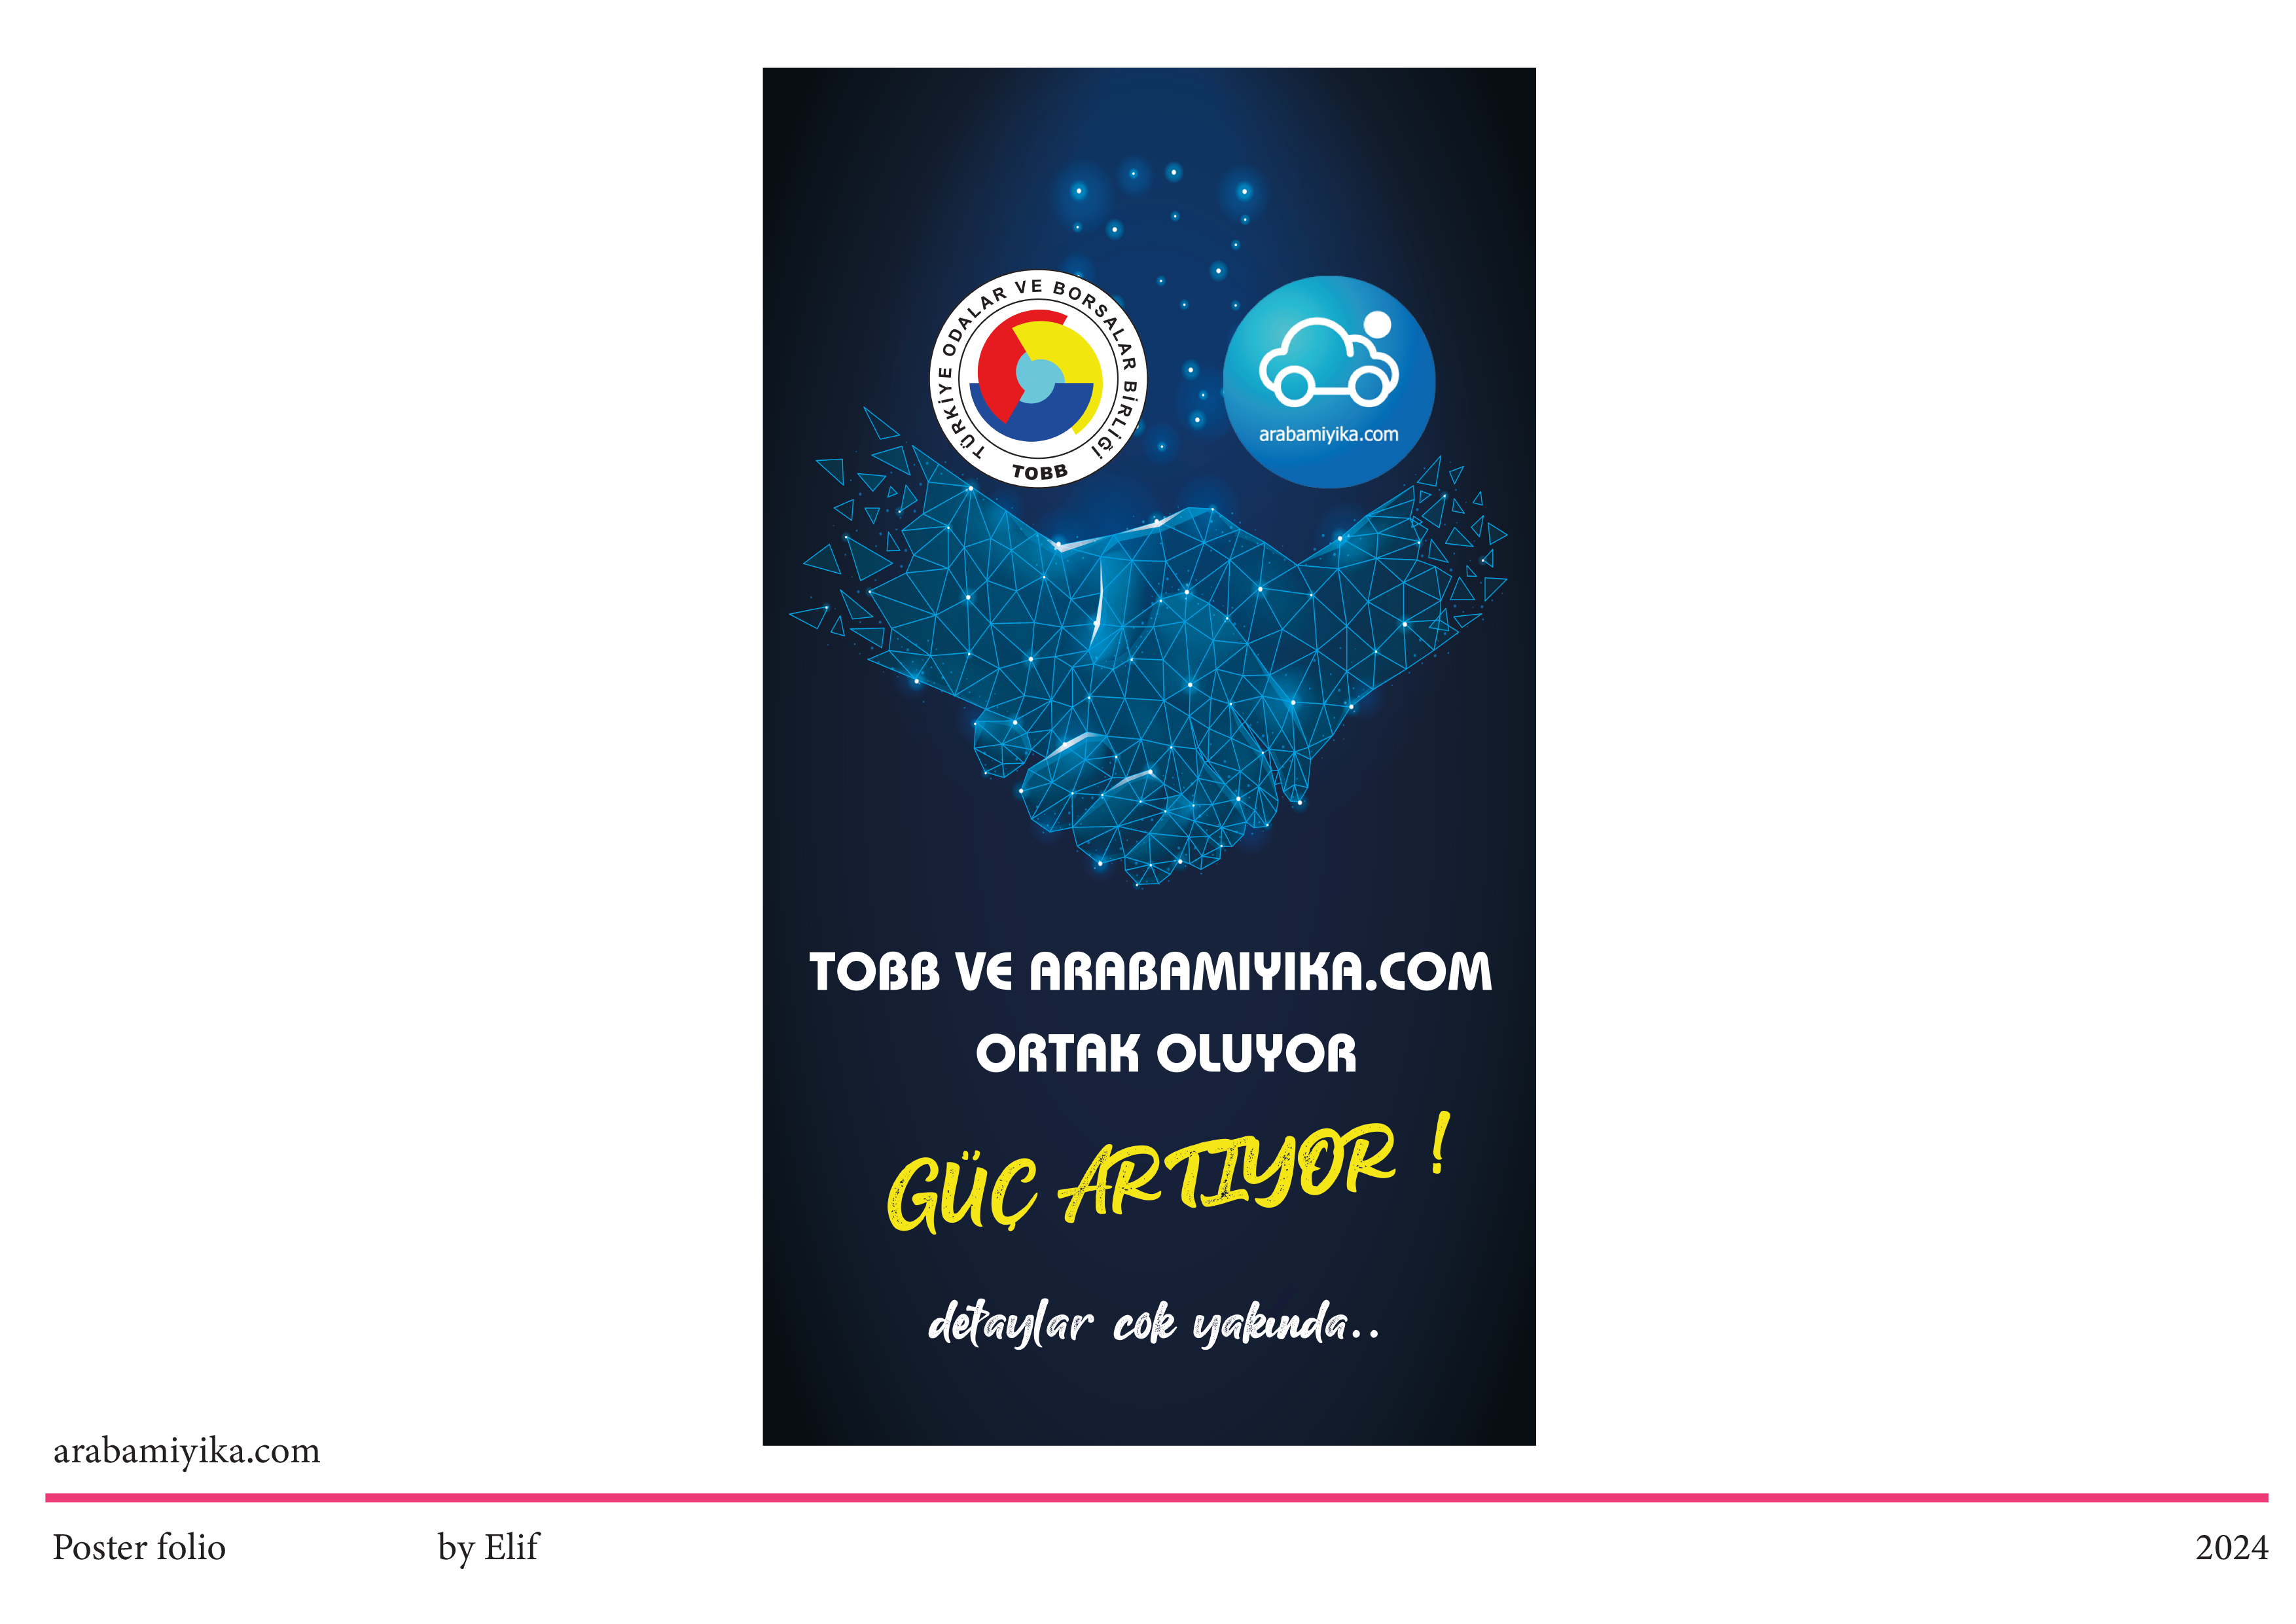 TÜRKİYE ODALAR VE BORSALAR BİRLİĞİ
TOBB
arabamiyika.com
TOBB VE ARABAMIYIKA.COM
ORTAK OLUYOR
GÜÇ ARTIYOR !
detaylar cok yakında..
arabamiyika.com
Poster folio by Elif 2024